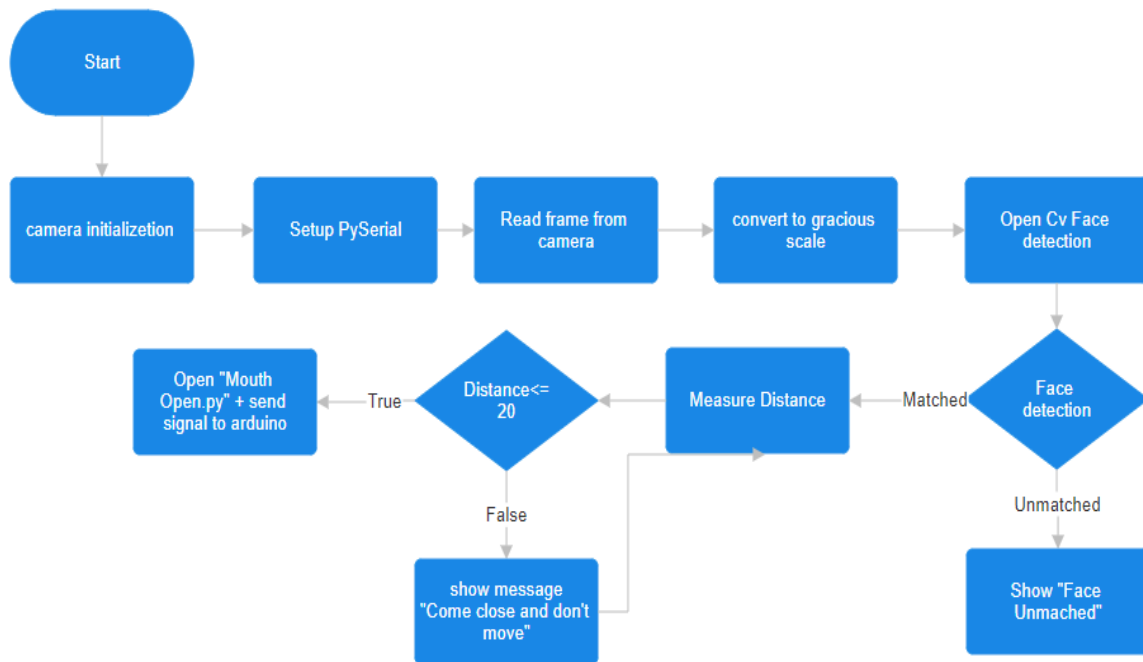 Start
camera initializetion
Setup PySerial
Read frame from
camera
convert to gracious
scale
Open Cv Face
detection
Face
detection
Matched
Measure Distance
Distance<=
20
True
Open "Mouth
Open.py" + send
signal to arduino
False
show message
"Come close and don't
move"
Unmatched
Show "Face
Unmached"